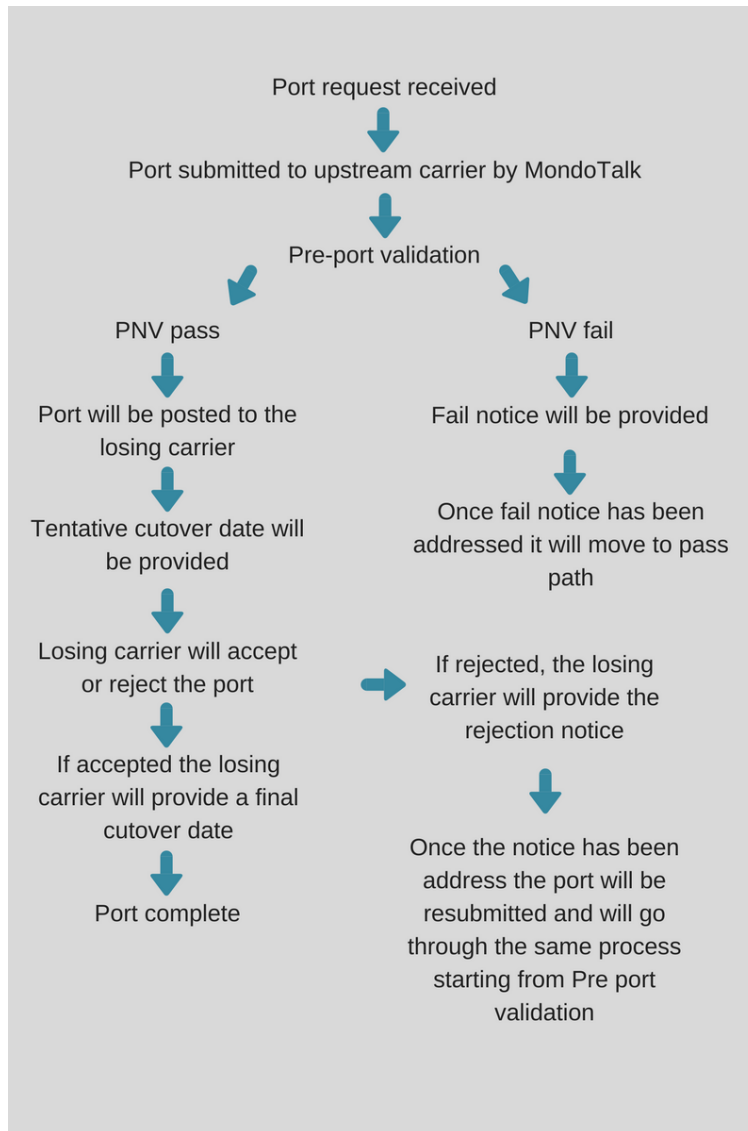 Port request received
Port submitted to upstream carrier by MondoTalk
Pre-port validation
PNV pass
Port will be posted to the
losing carrier
Tentative cutover date will
be provided
Losing carrier will accept
or reject the port
If accepted the losing
carrier will provide a final
cutover date
Port complete
PNV fail
Fail notice will be provided
Once fail notice has been
addressed it will move to pass
path
If rejected, the losing
carrier will provide the
rejection notice
Once the notice has been
address the port will be
resubmitted and will go
through the same process
starting from Pre port
validation